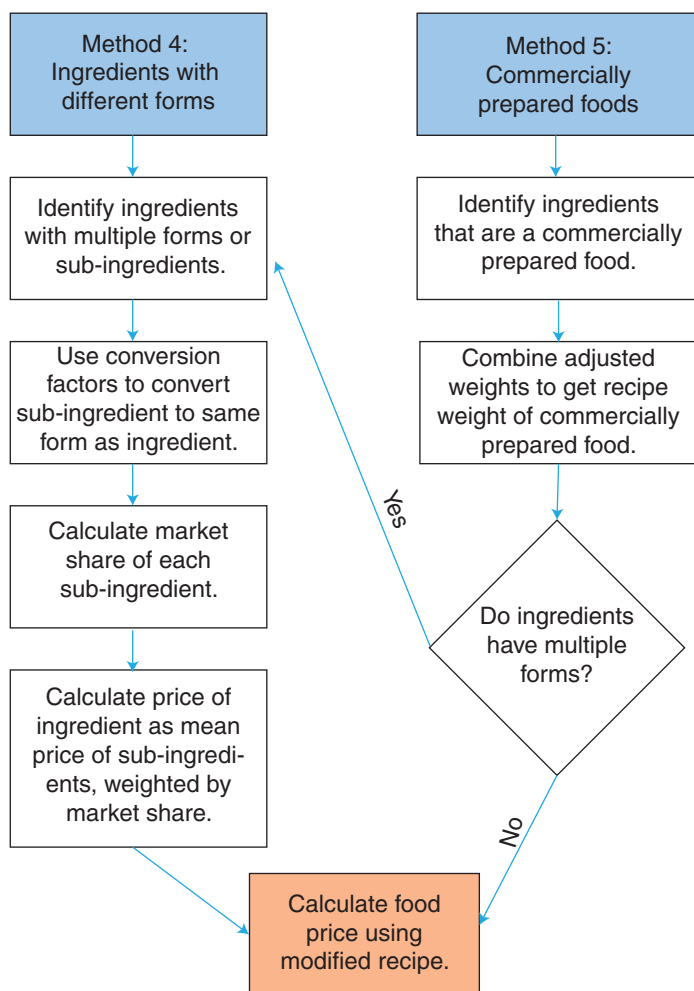 Method 4:
Ingredients with
different forms
Identify ingredients
with multiple forms or
sub-ingredients.
Use conversion
factors to convert
sub-ingredient to same
form as ingredient.
Calculate market
share of each
sub-ingredient.
Calculate price of
ingredient as mean
price of sub-ingredi-
ents, weighted by
market share.
Method 5:
Commercially
prepared foods
Identify ingredients
that are a commercially
prepared food.
Combine adjusted
weights to get recipe
weight of commercially
prepared food.
Do ingredients
have multiple
forms?
Yes
No
Calculate food
price using
modified recipe.